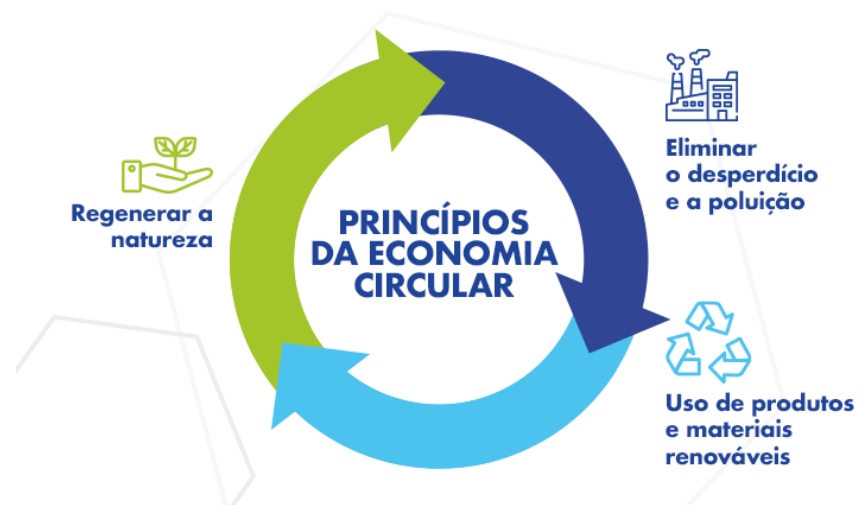 PRINCÍPIOS
DA ECONOMIA
CIRCULAR
Eliminar
o desperdício
e a poluição
Uso de produtos
e materiais
renováveis
Regenerar a
natureza